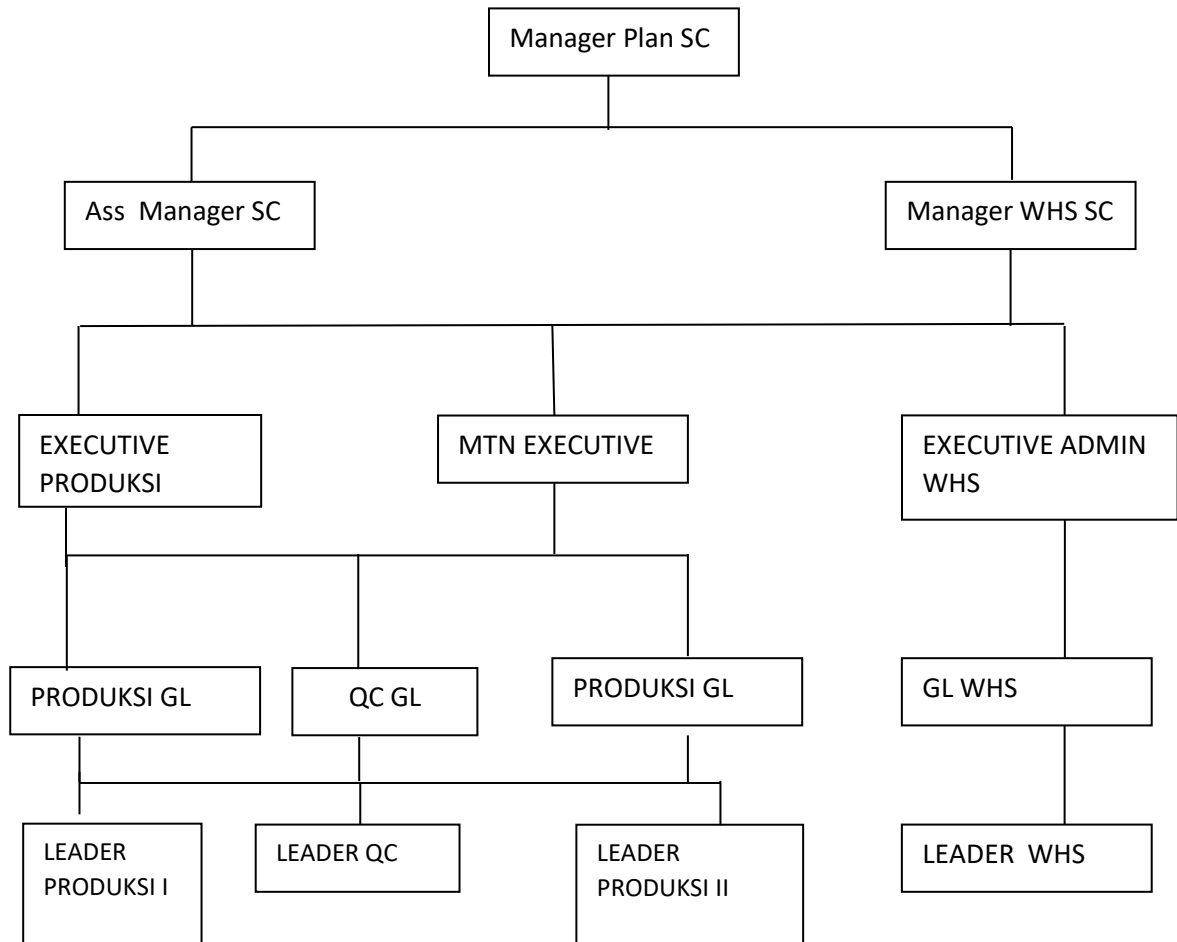 Manager Plan SC
Ass  Manager SC
Manager WHS SC
EXECUTIVE
PRODUKSI
MTN EXECUTIVE
EXECUTIVE ADMIN
WHS
PRODUKSI GL
QC GL
PRODUKSI GL
GL WHS
LEADER
PRODUKSI I
LEADER QC
LEADER
PRODUKSI II
LEADER  WHS